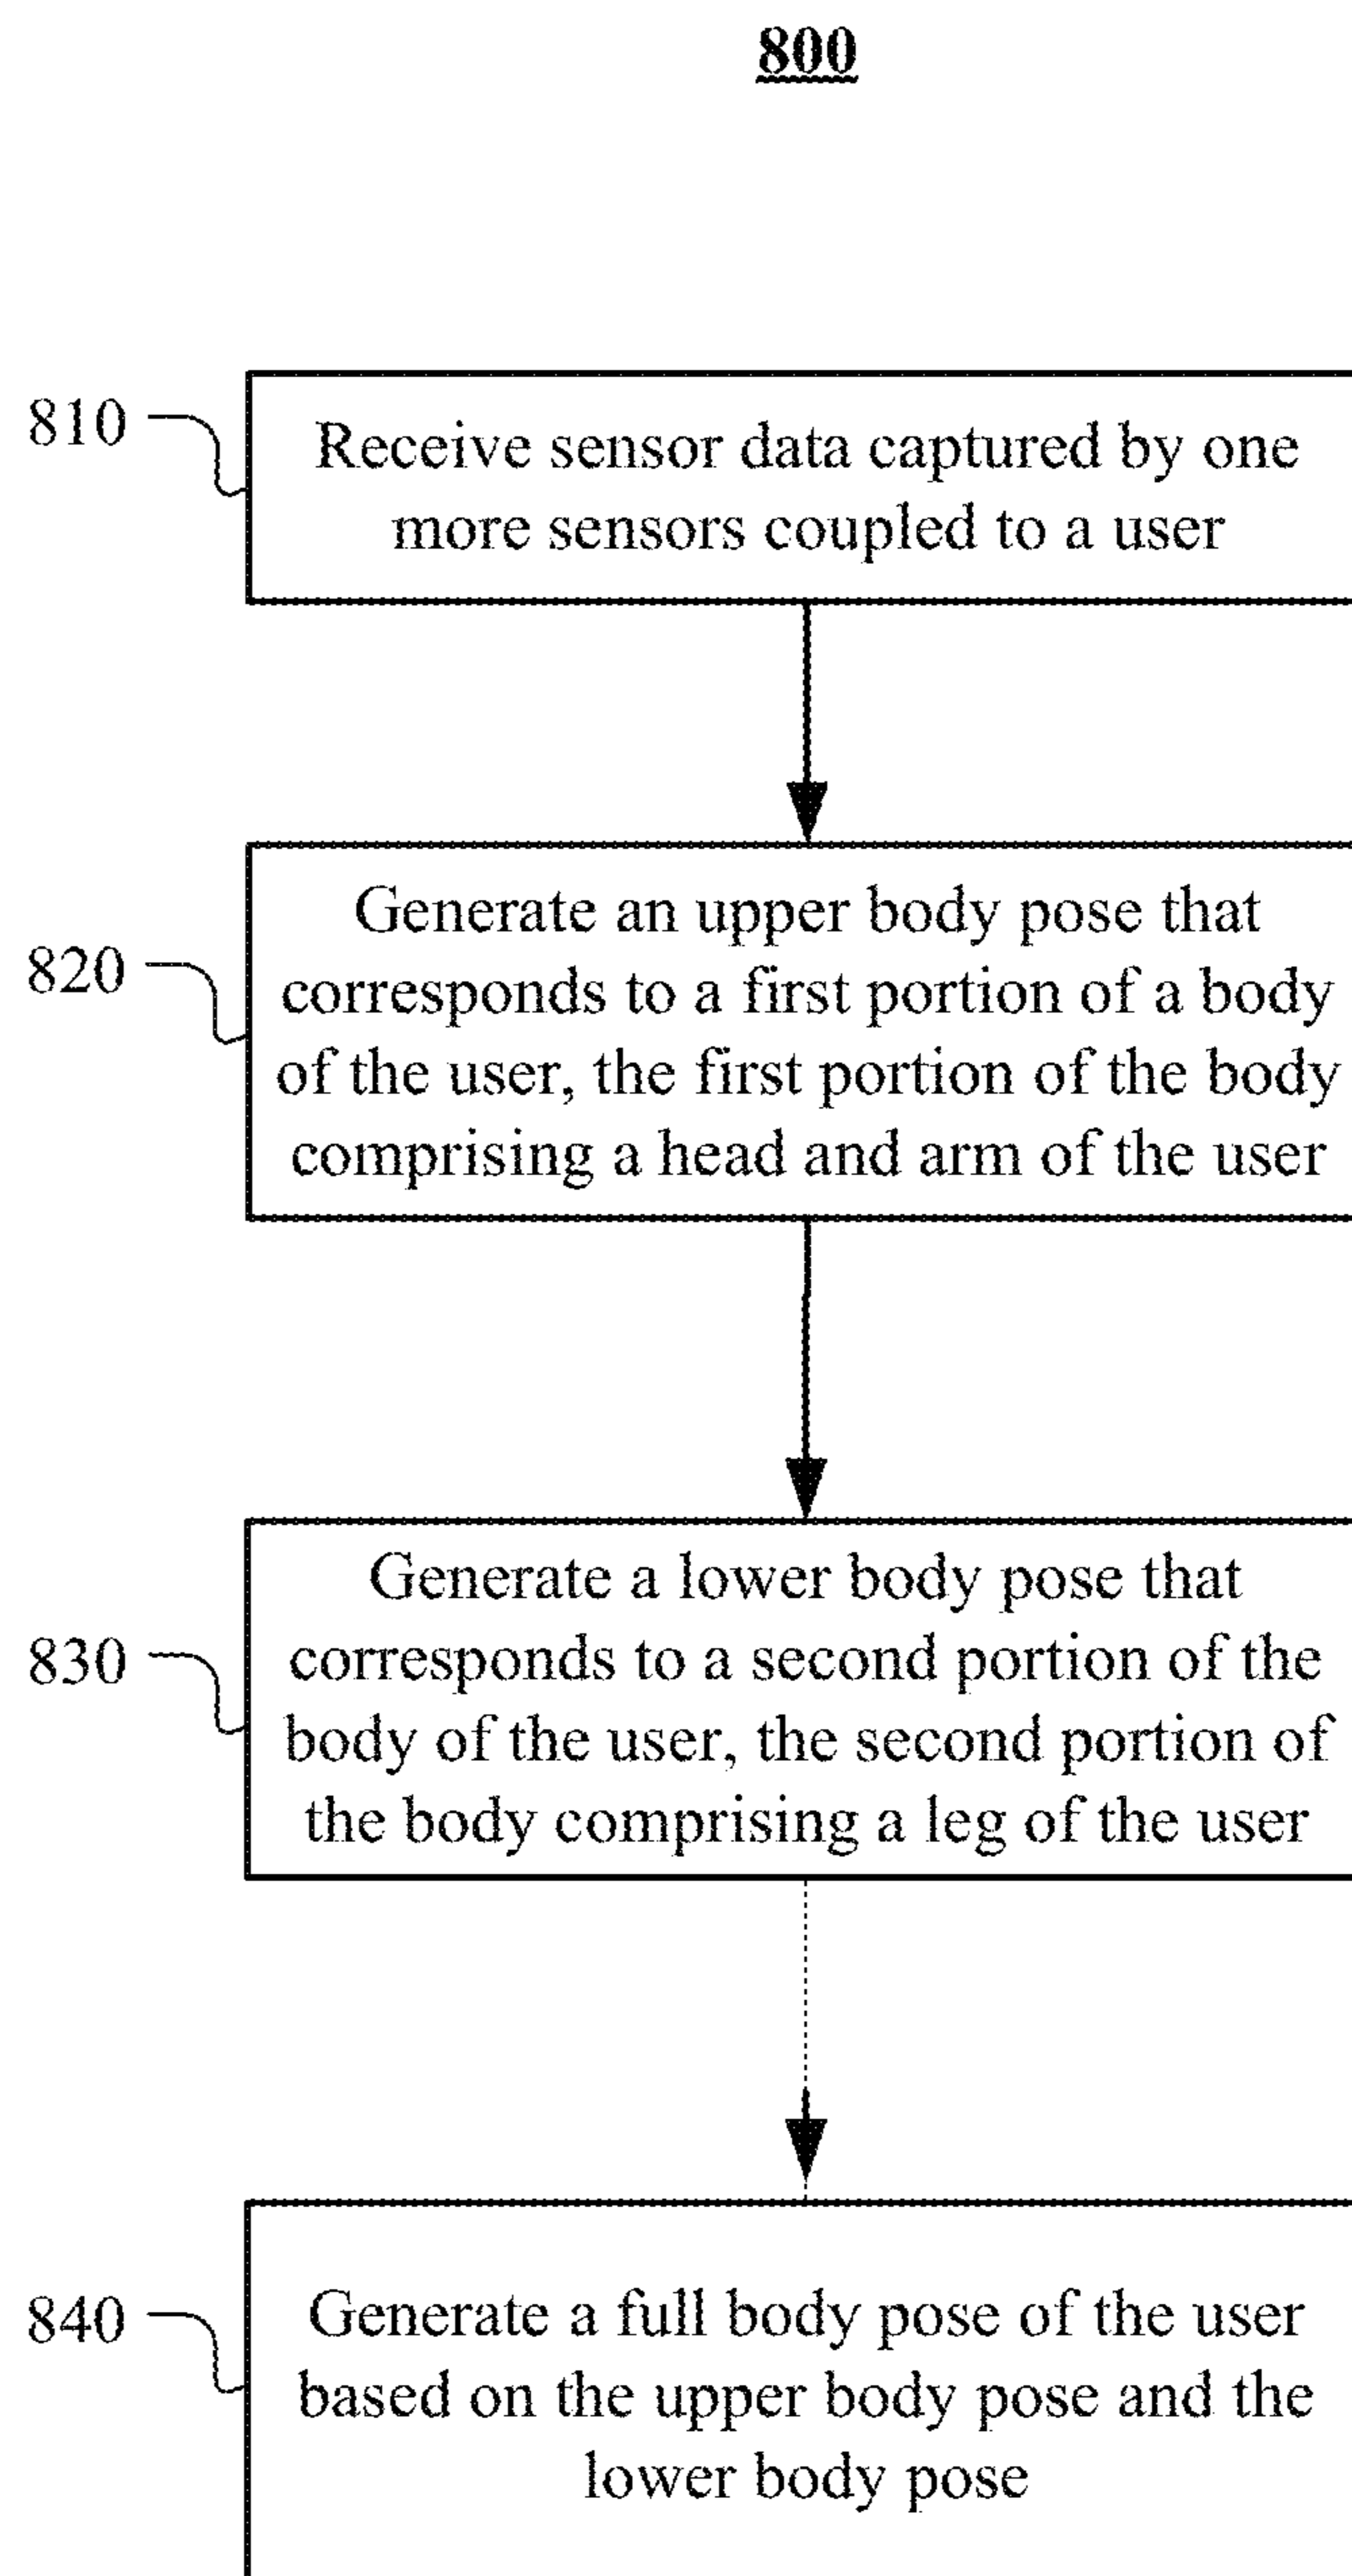 800
810
Receive sensor data captured by one
more sensors coupled to a user
820
Generate an upper body pose that
corresponds to a first portion of a body
of the user, the first portion of the body
comprising a head and arm of the user
830
Generate a lower body pose that
corresponds to a second portion of the
body of the user, the second portion of
the body comprising a leg of the user
840
Generate a full body pose of the user
based on the upper body pose and the
lower body pose